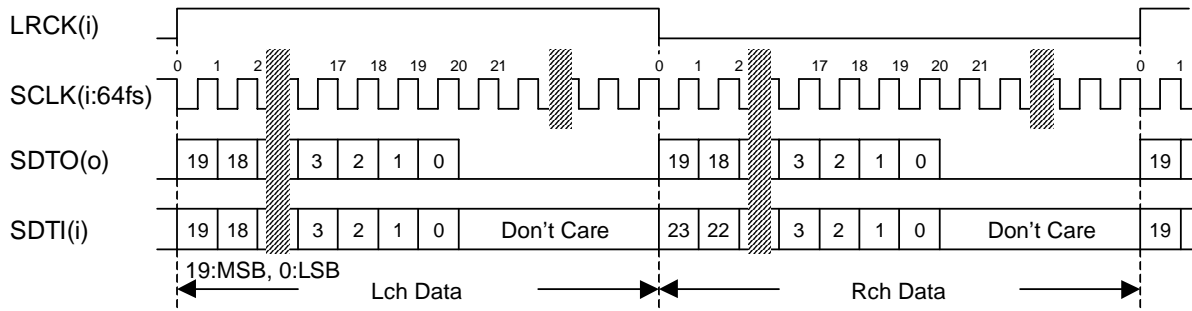 LRCK(i)
0 1 2 17 18 19 20 21 0 1 2 17 18 19 20 21 0 1
SCLK(i:64fs)
SDTO(o) 19 18 3 2 1 0 19 18 3 2 1 0 19
SDTI(i) 19 18 3 2 1 0 Don't Care 23 22 3 2 1 0 Don't Care 19
19:MSB, 0:LSB
Lch Data Rch Data